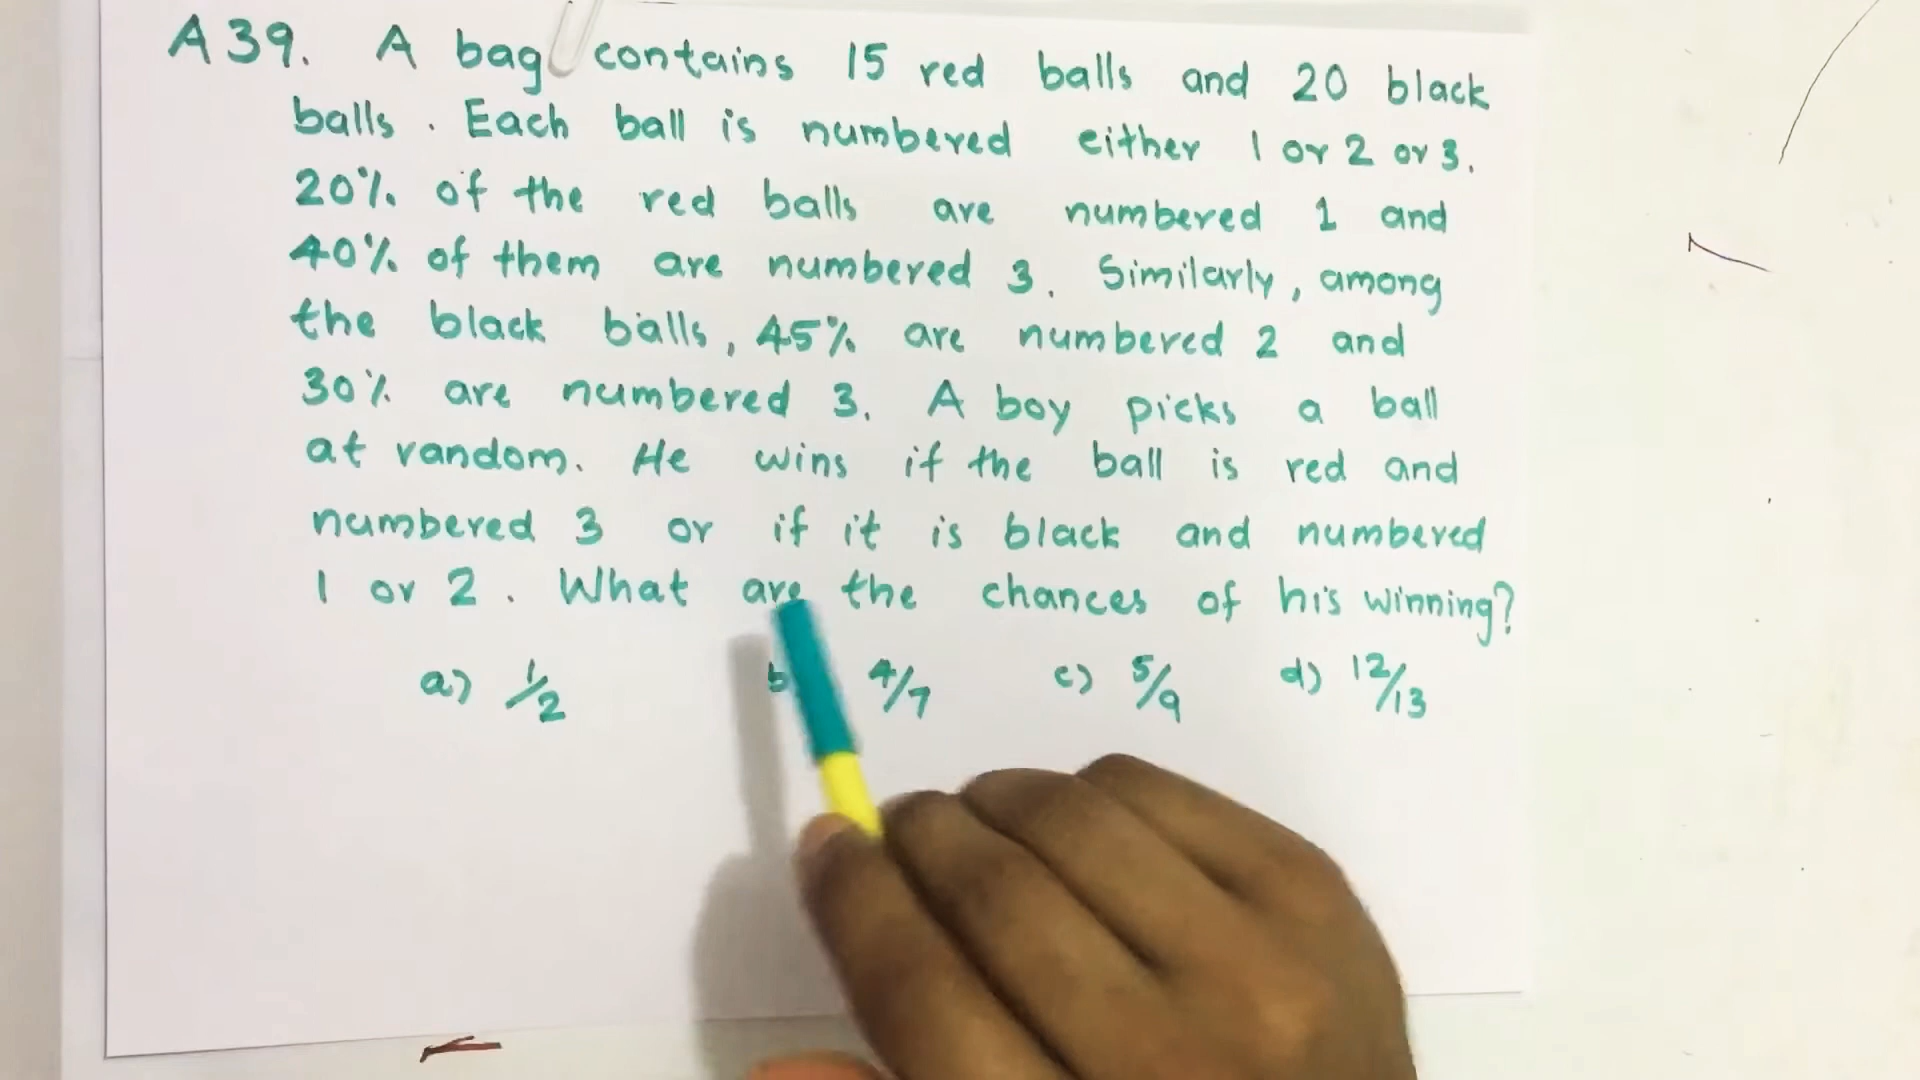 A39. A bag contains 15 red balls and 20 black
balls. Each ball is numbered either 1 or 2 or 3.
20% of the red balls are numbered 1 and
40% of them are numbered 3. Similarly, among
the black balls, 45% are numbered 2 and
30% are numbered 3. A boy picks a ball
at random. He wins if the ball is red and
numbered 3 or if it is black and numbered
1 or 2. What are the chances of his winning?
a) 1/2 b 4/7 c) 5/9 d) 12/13